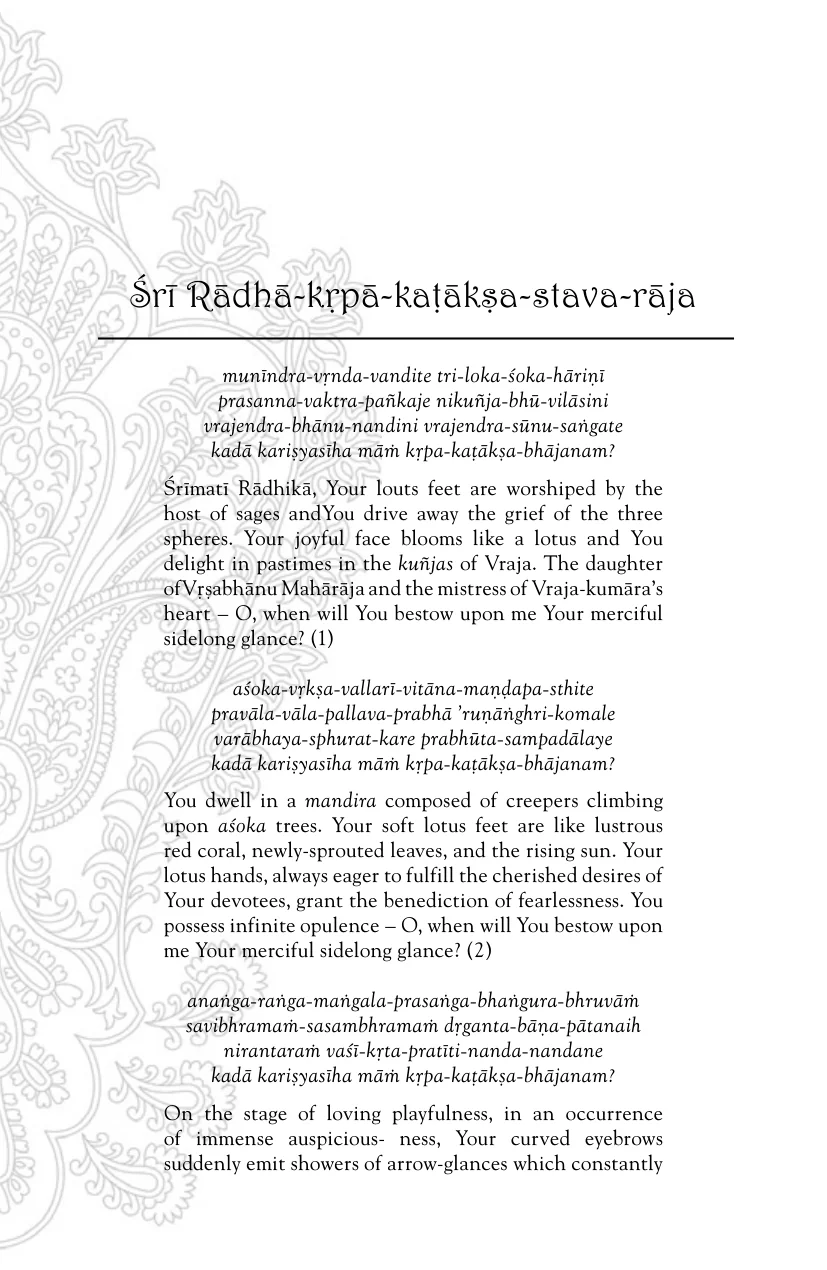 Śrī Rādhā-kṛpā-kaṭākṣa-stava-rāja
munīndra-vṛnda-vandite tri-loka-śoka-hāriṇī
prasanna-vaktra-pañkaje nikuñja-bhū-vilāsini
vrajendra-bhānu-nandini vrajendra-sūnu-saṅgate
kadā kariṣyasīha māṁ kṛpa-kaṭākṣa-bhājanam?
Śrīmatī Rādhikā, Your louts feet are worshiped by the
host of sages andYou drive away the grief of the three
spheres. Your joyful face blooms like a lotus and You
delight in pastimes in the kuñjas of Vraja. The daughter
ofVṛṣabhānu Mahārāja and the mistress of Vraja-kumāra's
heart – O, when will You bestow upon me Your merciful
sidelong glance? (1)
aśoka-vṛkṣa-vallarī-vitāna-maṇḍapa-sthite
pravāla-vāla-pallava-prabhā 'ruṇāṅghri-komale
varābhaya-sphurat-kare prabhūta-sampadālaye
kadā kariṣyasīha māṁ kṛpa-kaṭākṣa-bhājanam?
You dwell in a mandira composed of creepers climbing
upon aśoka trees. Your soft lotus feet are like lustrous
red coral, newly-sprouted leaves, and the rising sun. Your
lotus hands, always eager to fulfill the cherished desires of
Your devotees, grant the benediction of fearlessness. You
possess infinite opulence – O, when will You bestow upon
me Your merciful sidelong glance? (2)
anaṅga-raṅga-maṅgala-prasaṅga-bhaṅgura-bhruvāṁ
savibhramaṁ-sasambhramaṁ dṛganta-bāṇa-pātanaih
nirantaraṁ vaśī-kṛta-pratīti-nanda-nandane
kadā kariṣyasīha māṁ kṛpa-kaṭākṣa-bhājanam?
On the stage of loving playfulness, in an occurrence
of immense auspicious- ness, Your curved eyebrows
suddenly emit showers of arrow-glances which constantly